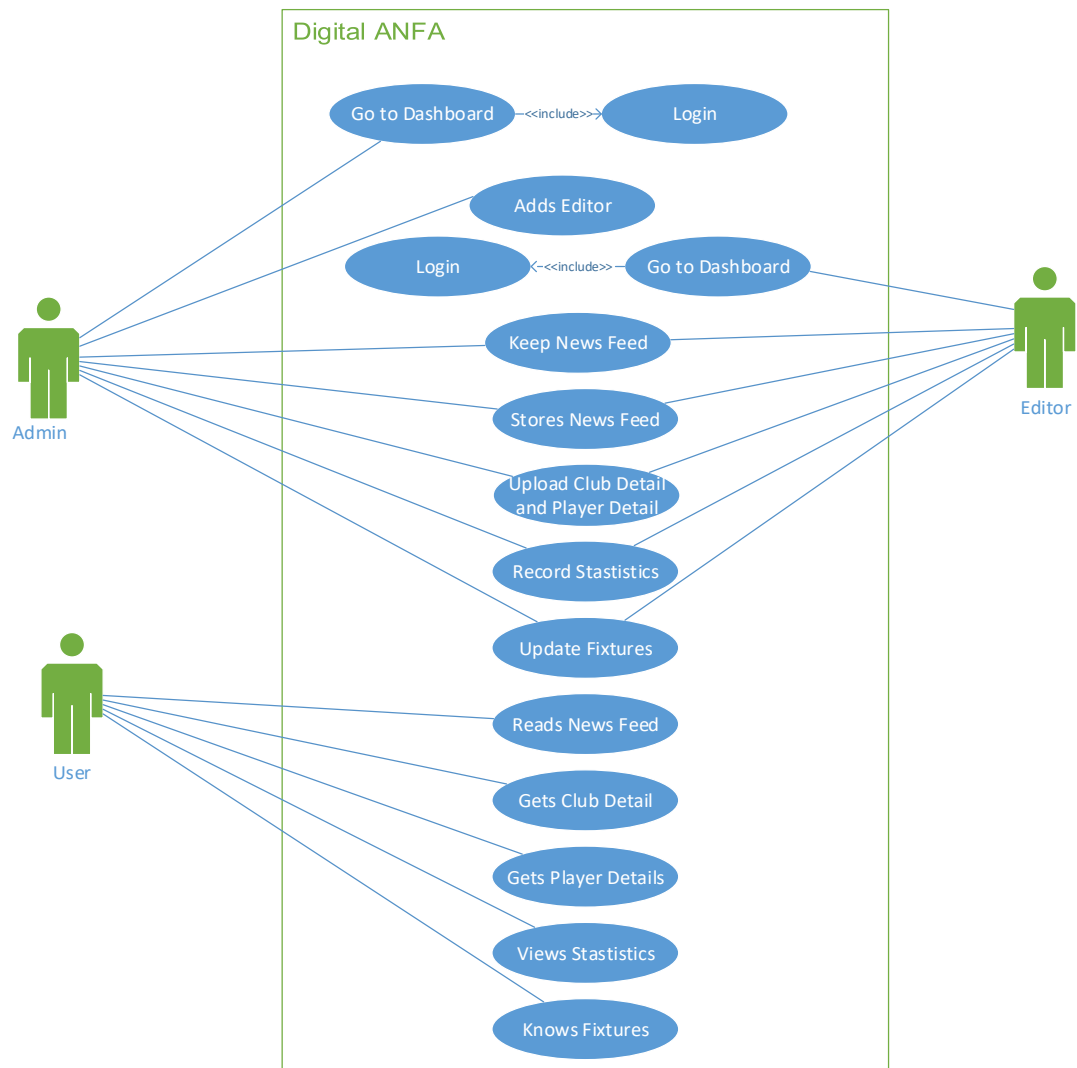 Digital ANFA
Go to Dashboard
<<include>>
Login
Adds Editor
Login
<<include>>
Go to Dashboard
Keep News Feed
Stores News Feed
Admin
Editor
Upload Club Detail
and Player Detail
Record Stastistics
Update Fixtures
Reads News Feed
User
Gets Club Detail
Gets Player Details
Views Stastistics
Knows Fixtures